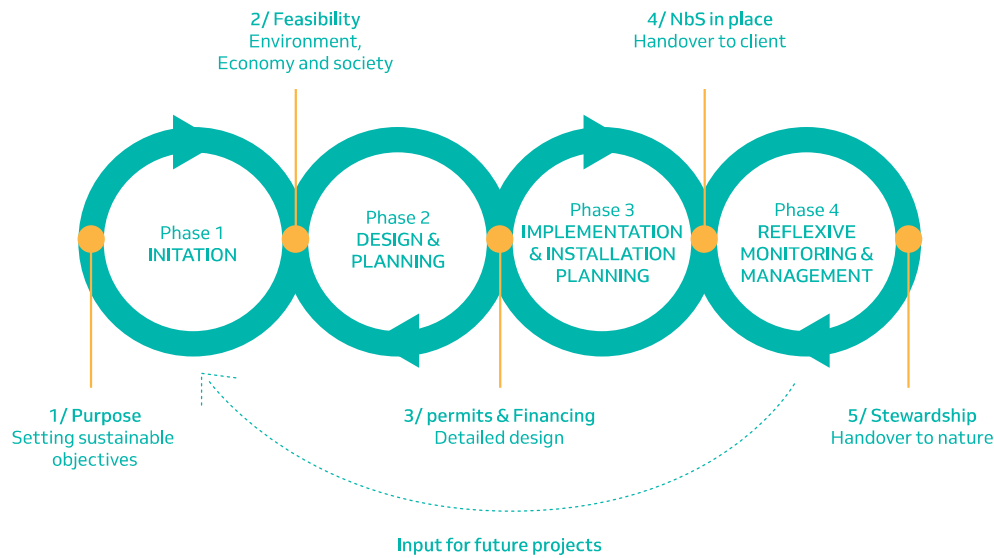 2/ Feasibility
Environment,
Economy and society
4/ NbS in place
Handover to client
Phase 1
INITATION
Phase 2
DESIGN &
PLANNING
Phase 3
IMPLEMENTATION
& INSTALLATION
PLANNING
Phase 4
REFLEXIVE
MONITORING &
MANAGEMENT
1/ Purpose
Setting sustainable
objectives
3/ permits & Financing
Detailed design
5/ Stewardship
Handover to nature
Input for future projects